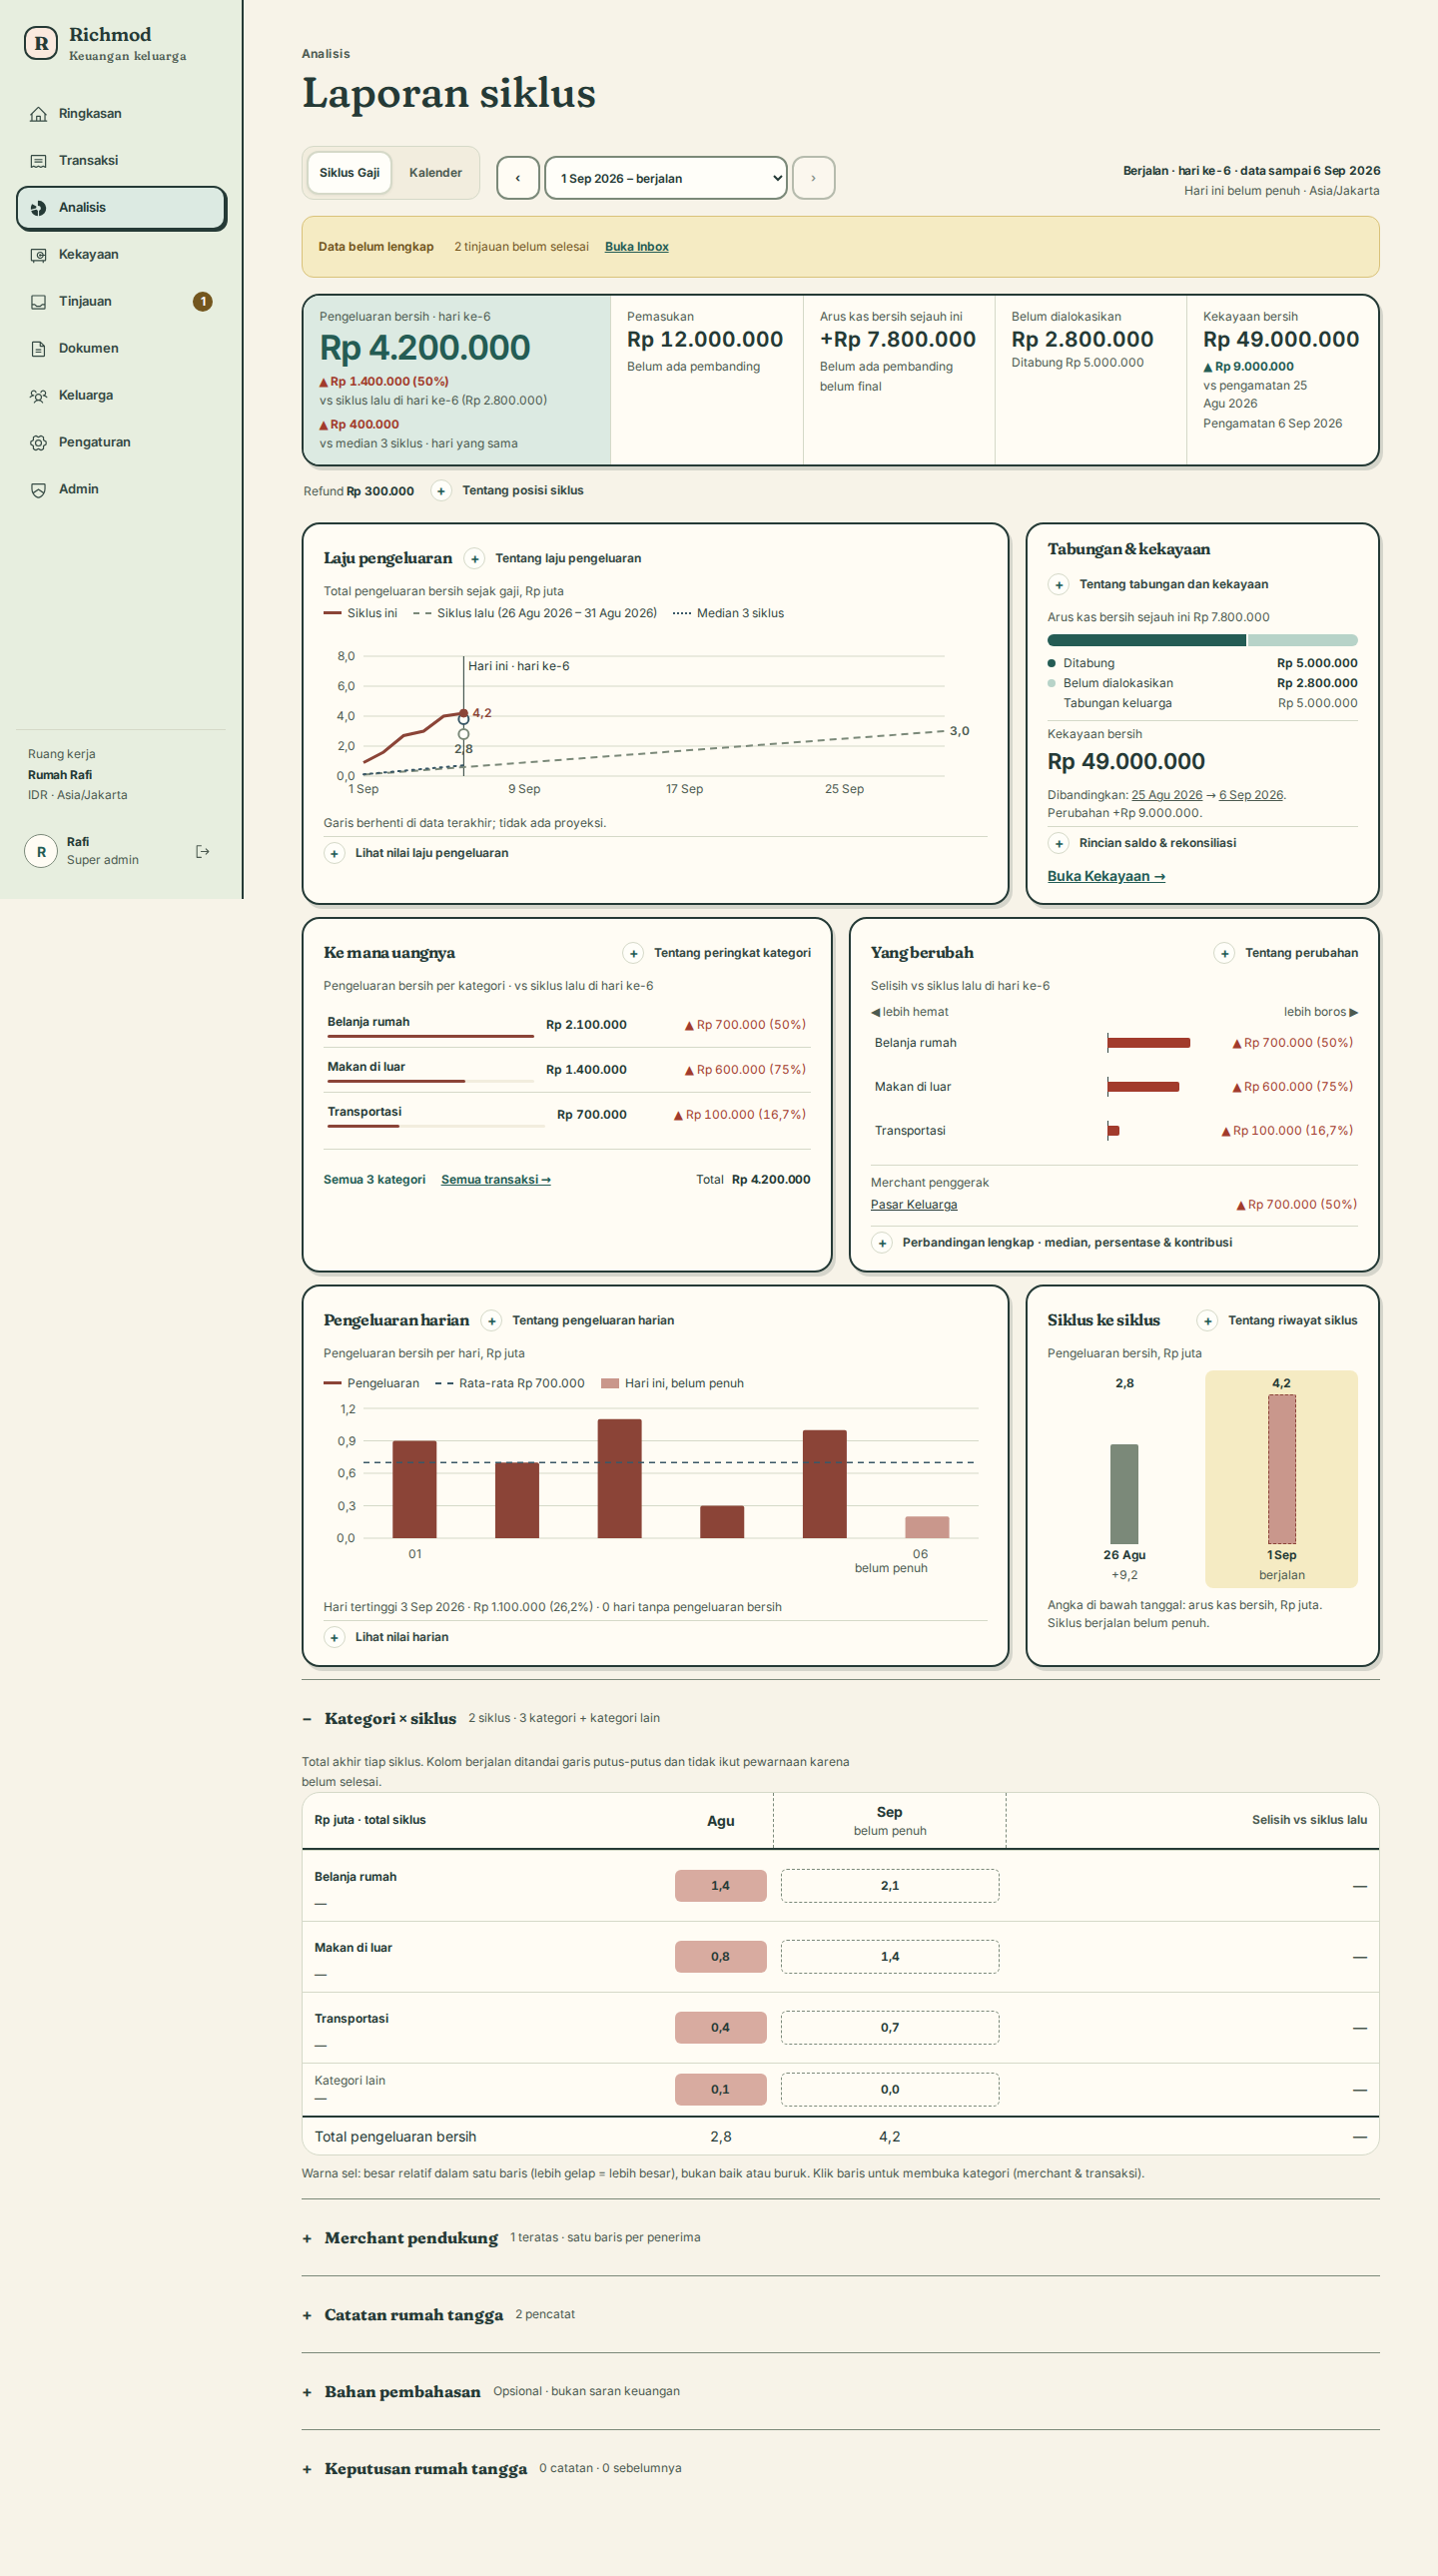 R
Richmod
Keuangan keluarga
Ringkasan
Transaksi
Analisis
Kekayaan
Tinjauan 1
Dokumen
Keluarga
Pengaturan
Admin
Ruang kerja
Rumah Rafi
IDR · Asia/Jakarta
R
Rafi
Super admin
Analisis
Laporan siklus
Siklus Gaji Kalender ‹ 1 Sep 2026 – berjalan ›
Berjalan · hari ke-6 · data sampai 6 Sep 2026
Hari ini belum penuh · Asia/Jakarta
Data belum lengkap 2 tinjauan belum selesai Buka Inbox
Pengeluaran bersih · hari ke-6
Rp 4.200.000
▲ Rp 1.400.000 (50%)
vs siklus lalu di hari ke-6 (Rp 2.800.000)
▲ Rp 400.000
vs median 3 siklus · hari yang sama
Pemasukan
Rp 12.000.000
Belum ada pembanding
Arus kas bersih sejauh ini
+Rp 7.800.000
Belum ada pembanding
belum final
Belum dialokasikan
Rp 2.800.000
Ditabung Rp 5.000.000
Kekayaan bersih
Rp 49.000.000
▲ Rp 9.000.000
vs pengamatan 25
Agu 2026
Pengamatan 6 Sep 2026
Refund Rp 300.000 + Tentang posisi siklus
Laju pengeluaran + Tentang laju pengeluaran
Total pengeluaran bersih sejak gaji, Rp juta
Siklus ini Siklus lalu (26 Agu 2026 – 31 Agu 2026) Median 3 siklus
8,0
Hari ini · hari ke-6
6,0
4,0
4,2
3,0
2,0
2,8
0,0
1 Sep 9 Sep 17 Sep 25 Sep
Garis berhenti di data terakhir; tidak ada proyeksi.
+ Lihat nilai laju pengeluaran
Tabungan & kekayaan
+ Tentang tabungan dan kekayaan
Arus kas bersih sejauh ini Rp 7.800.000
Ditabung Rp 5.000.000
Belum dialokasikan Rp 2.800.000
Tabungan keluarga Rp 5.000.000
Kekayaan bersih
Rp 49.000.000
Dibandingkan: 25 Agu 2026 → 6 Sep 2026.
Perubahan +Rp 9.000.000.
+ Rincian saldo & rekonsiliasi
Buka Kekayaan →
Ke mana uangnya + Tentang peringkat kategori
Pengeluaran bersih per kategori · vs siklus lalu di hari ke-6
Belanja rumah Rp 2.100.000 ▲ Rp 700.000 (50%)
Makan di luar Rp 1.400.000 ▲ Rp 600.000 (75%)
Transportasi Rp 700.000 ▲ Rp 100.000 (16,7%)
Semua 3 kategori Semua transaksi → Total Rp 4.200.000
Yang berubah + Tentang perubahan
Selisih vs siklus lalu di hari ke-6
◀ lebih hemat lebih boros ▶
Belanja rumah ▲ Rp 700.000 (50%)
Makan di luar ▲ Rp 600.000 (75%)
Transportasi ▲ Rp 100.000 (16,7%)
Merchant penggerak
Pasar Keluarga ▲ Rp 700.000 (50%)
+ Perbandingan lengkap · median, persentase & kontribusi
Pengeluaran harian + Tentang pengeluaran harian
Pengeluaran bersih per hari, Rp juta
Pengeluaran Rata-rata Rp 700.000 Hari ini, belum penuh
1,2
0,9
0,6
0,3
0,0
01 06
belum penuh
Hari tertinggi 3 Sep 2026 · Rp 1.100.000 (26,2%) · 0 hari tanpa pengeluaran bersih
+ Lihat nilai harian
Siklus ke siklus + Tentang riwayat siklus
Pengeluaran bersih, Rp juta
2,8 4,2
26 Agu 1 Sep
+9,2 berjalan
Angka di bawah tanggal: arus kas bersih, Rp juta.
Siklus berjalan belum penuh.
− Kategori × siklus 2 siklus · 3 kategori + kategori lain
Total akhir tiap siklus. Kolom berjalan ditandai garis putus-putus dan tidak ikut pewarnaan karena
belum selesai.
Rp juta · total siklus Agu Sep Selisih vs siklus lalu
belum penuh
Belanja rumah 1,4 2,1 —
—
Makan di luar 0,8 1,4 —
—
Transportasi 0,4 0,7 —
—
Kategori lain 0,1 0,0 —
—
Total pengeluaran bersih 2,8 4,2 —
Warna sel: besar relatif dalam satu baris (lebih gelap = lebih besar), bukan baik atau buruk. Klik baris untuk membuka kategori (merchant & transaksi).
+ Merchant pendukung 1 teratas · satu baris per penerima
+ Catatan rumah tangga 2 pencatat
+ Bahan pembahasan Opsional · bukan saran keuangan
+ Keputusan rumah tangga 0 catatan · 0 sebelumnya